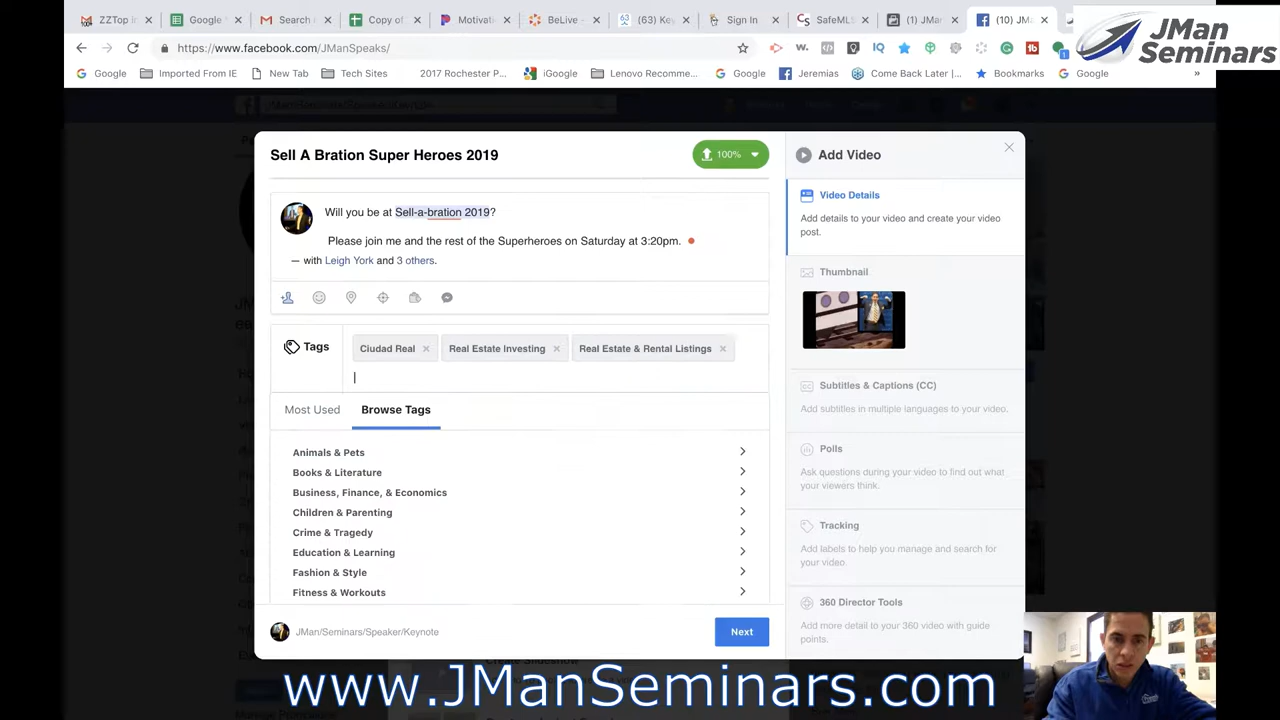 ZZTop i
Google
Search
Copy of
Motivati
BeLive -
(63) Key
Sign In
SafeMLS
(1) JMan
(10) JMa
https://www.facebook.com/JManSpeaks/
Google
Imported From IE
New Tab
Tech Sites
2017 Rochester P...
iGoogle
Lenovo Recomme...
Google
Jeremias
Come Back Later |...
Bookmarks
Google
»
JMan
Seminars
Sell A Bration Super Heroes 2019
100%
Will you be at Sell-a-bration 2019?
Please join me and the rest of the Superheroes on Saturday at 3:20pm.
— with Leigh York and 3 others.
Tags
Ciudad Real
Real Estate Investing
Real Estate & Rental Listings
Most Used
Browse Tags
Animals & Pets
Books & Literature
Business, Finance, & Economics
Children & Parenting
Crime & Tragedy
Education & Learning
Fashion & Style
Fitness & Workouts
JMan/Seminars/Speaker/Keynote
Next
Add Video
Video Details
Add details to your video and create your video
post.
Thumbnail
Subtitles & Captions (CC)
Add subtitles in multiple languages to your video.
Polls
Ask questions during your video to find out what
your viewers think.
Tracking
Add labels to help you manage and search for
your video.
360 Director Tools
Add more detail to your 360 video with guide
points.
Create Slideshow
www.JManSeminars.com